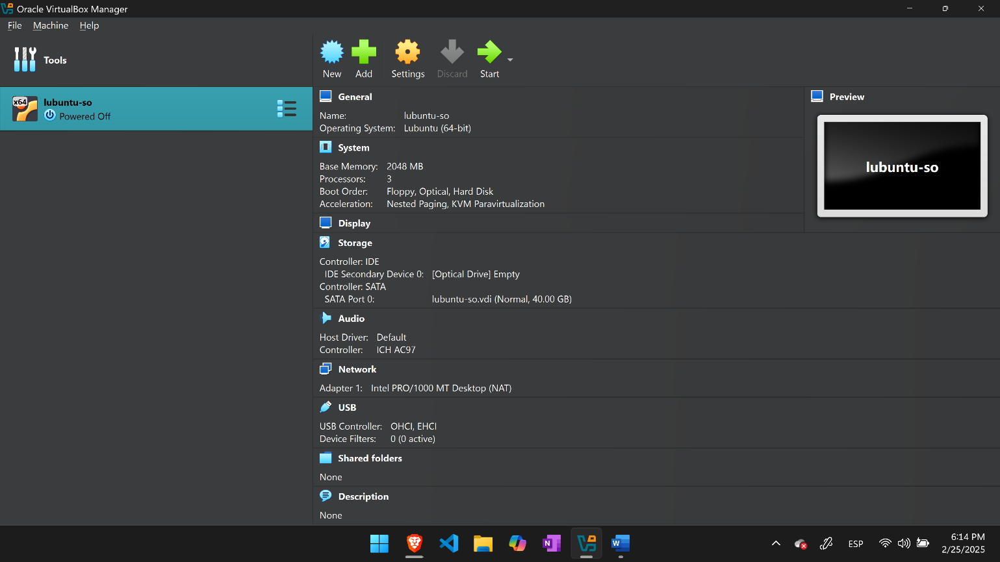 Oracle VirtualBox Manager
File Machine Help
Tools
New Add Settings Discard Start
x64
lubuntu-so
Powered Off
General
Name: lubuntu-so
Operating System: Lubuntu (64-bit)
System
Base Memory: 2048 MB
Processors: 3
Boot Order: Floppy, Optical, Hard Disk
Acceleration: Nested Paging, KVM Paravirtualization
Display
Storage
Controller: IDE
IDE Secondary Device 0: [Optical Drive] Empty
Controller: SATA
SATA Port 0: lubuntu-so.vdi (Normal, 40.00 GB)
Audio
Host Driver: Default
Controller: ICH AC97
Network
Adapter 1: Intel PRO/1000 MT Desktop (NAT)
USB
USB Controller: OHCI, EHCI
Device Filters: 0 (0 active)
Shared folders
None
Description
None
Preview
lubuntu-so
N
W
ESP
6:14 PM
2/25/2025